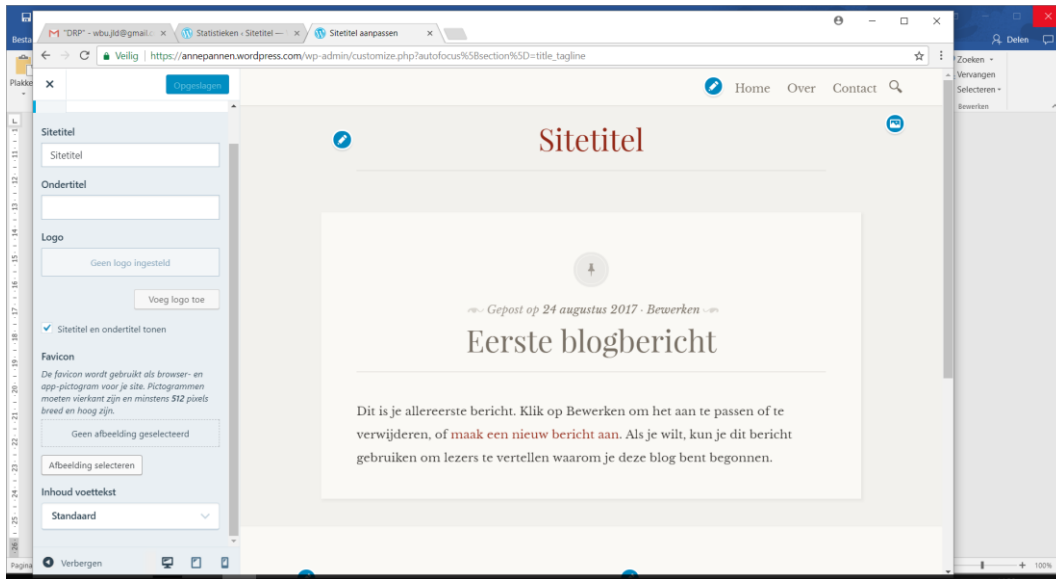 Besta
Plakke
Pagina
M "DRP" - wbu.jld@gmail.c
Statistieken ‹ Sitetitel —
Sitetitel aanpassen
Veilig
https://annepannen.wordpress.com/wp-admin/customize.php?autofocus%5Bsection%5D=title_tagline
Opgeslagen
Sitetitel
Sitetitel
Ondertitel
Logo
Geen logo ingesteld
Voeg logo toe
Sitetitel en ondertitel tonen
Favicon
De favicon wordt gebruikt als browser- en
app-pictogram voor je site. Pictogrammen
moeten vierkant zijn en minstens 512 pixels
breed en hoog zijn.
Geen afbeelding geselecteerd
Afbeelding selecteren
Inhoud voettekst
Standaard
Verbergen
Home Over Contact
Sitetitel
Gepost op 24 augustus 2017 · Bewerken
Eerste blogbericht
Dit is je allereerste bericht. Klik op Bewerken om het aan te passen of te
verwijderen, of maak een nieuw bericht aan. Als je wilt, kun je dit bericht
gebruiken om lezers te vertellen waarom je deze blog bent begonnen.
Delen
Zoeken
Vervangen
Selecteren
Bewerken
100%